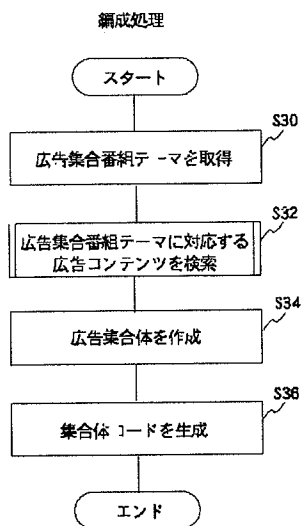 編成処理
スタート
S30
広告集合番組テーマを取得
S32
広告集合番組テーマに対応する
広告コンテンツを検索
S34
広告集合体を作成
S36
集合体コードを生成
エンド